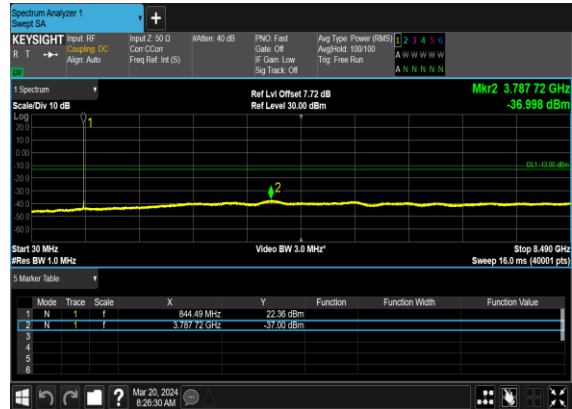 Spectrum Analyzer 1
Swept SA
+
KEYSIGHT Input: RF Input Z: 50 Ω #Atten: 40 dB PNO: Fast Avg Type: Power (RMS) 1 2 3 4 5 6
R T Coupling: DC Corr CCorr Gate: Off Avg|Hold: 100/100 A W W W W W
Align: Auto Freq Ref: Int (S) IF Gain: Low Trig: Free Run
Sig Track: Off A N N N N N
1 Spectrum Ref Lvl Offset 7.72 dB Mkr2 3.787 72 GHz
Scale/Div 10 dB Ref Level 30.00 dBm -36.998 dBm
Log
20.0
10.0
0.00
-10.0
-20.0
-30.0
-40.0
-50.0
-60.0
1
2
DL1 -13.00 dBm
Start 30 MHz Video BW 3.0 MHz* Stop 8.490 GHz
#Res BW 1.0 MHz Sweep 16.0 ms (40001 pts)
5 Marker Table
Mode Trace Scale X Y Function Function Width Function Value
1 N 1 f 844.49 MHz 22.36 dBm
2 N 1 f 3.787 72 GHz -37.00 dBm
3
4
5
6
? Mar 20, 2024
8:26:30 AM